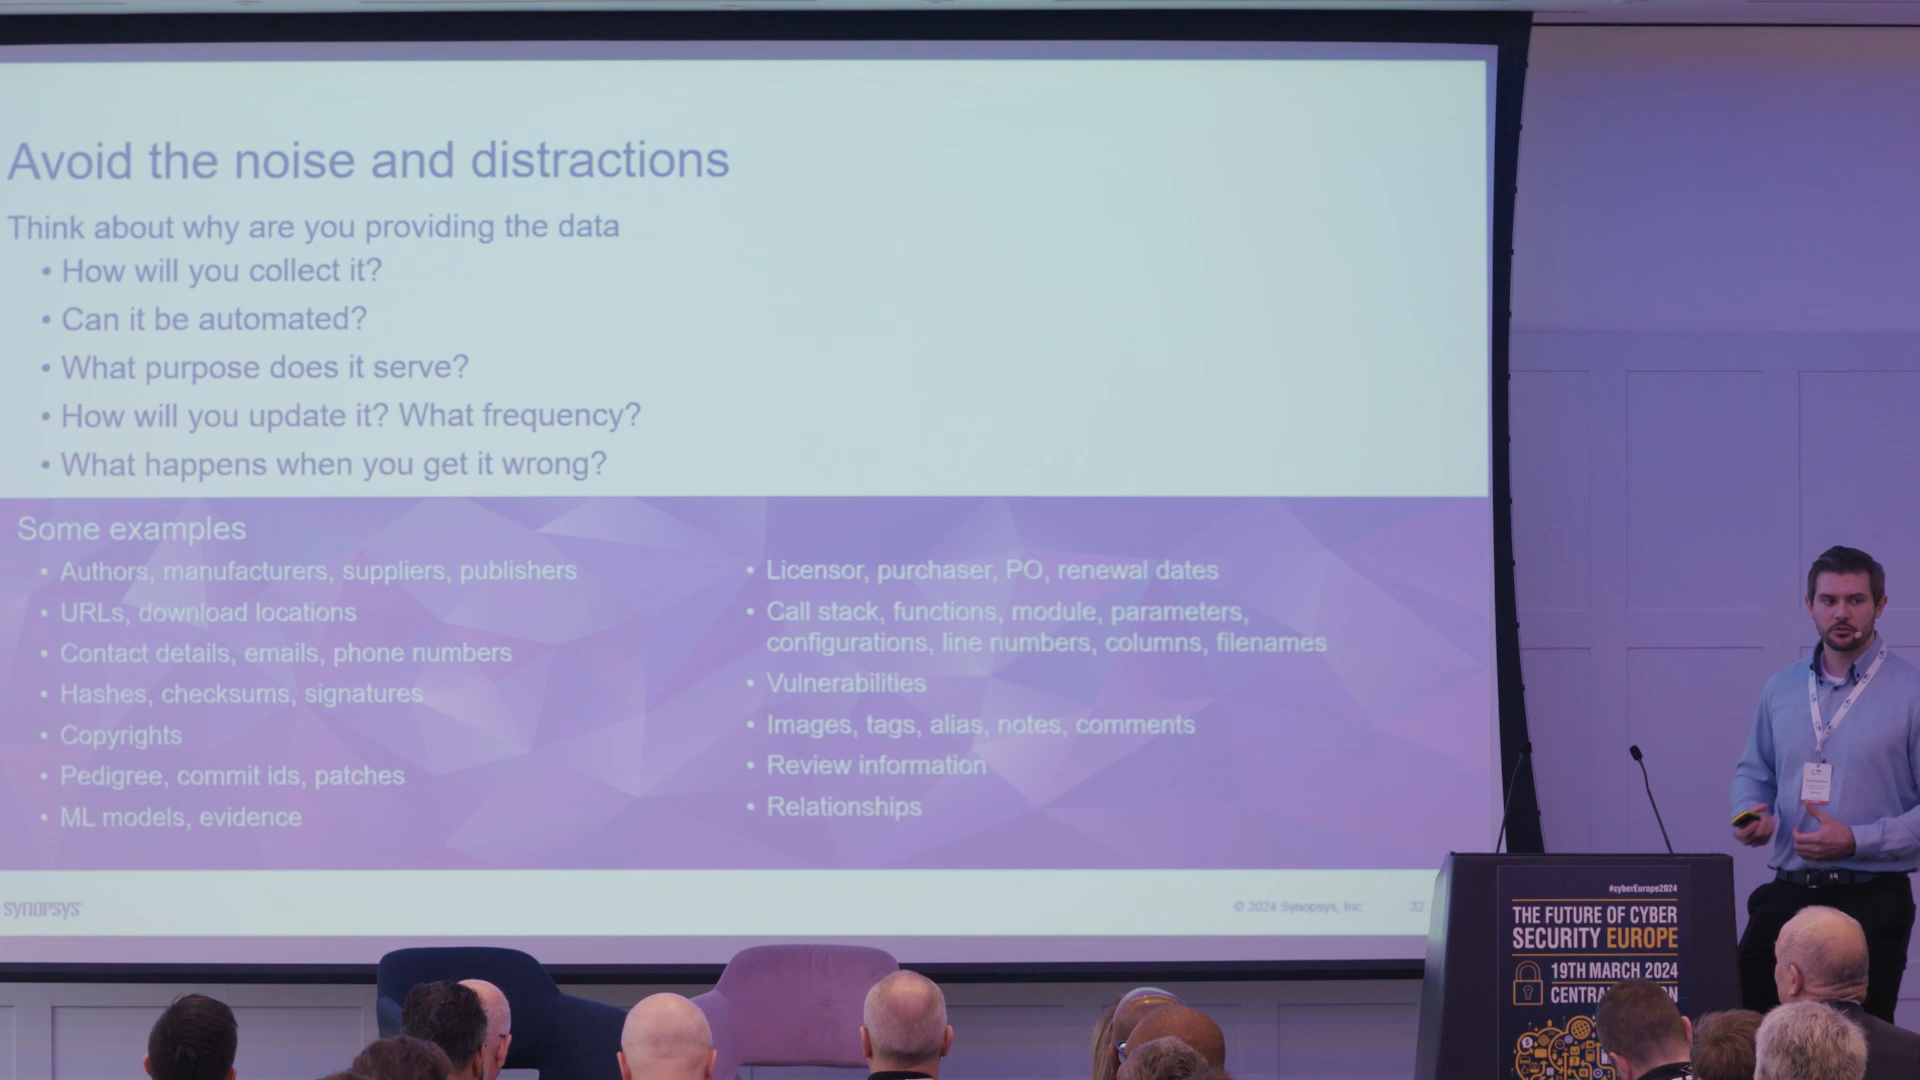 Avoid the noise and distractions
Think about why are you providing the data
• How will you collect it?
• Can it be automated?
• What purpose does it serve?
• How will you update it? What frequency?
• What happens when you get it wrong?
Some examples
• Authors, manufacturers, suppliers, publishers
• URLs, download locations
• Contact details, emails, phone numbers
• Hashes, checksums, signatures
• Copyrights
• Pedigree, commit ids, patches
• ML models, evidence
• Licensor, purchaser, PO, renewal dates
• Call stack, functions, module, parameters,
configurations, line numbers, columns, filenames
• Vulnerabilities
• Images, tags, alias, notes, comments
• Review information
• Relationships
SYNOPSYS
© 2024 Synopsys, Inc.
32
#cyberEurope2024
THE FUTURE OF CYBER
SECURITY EUROPE
19TH MARCH 2024